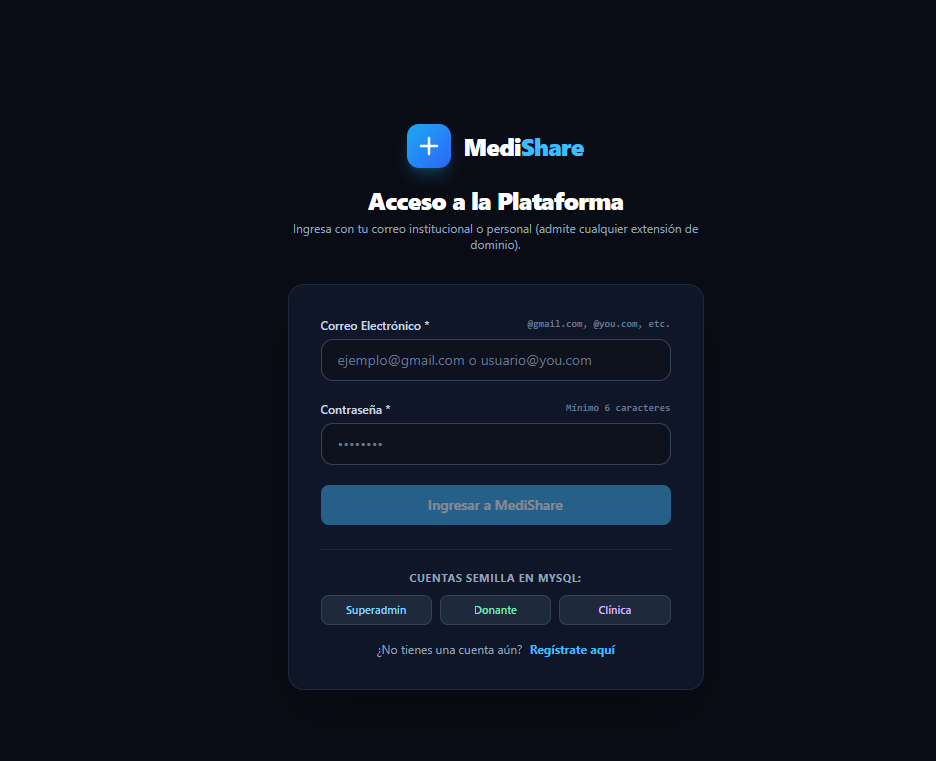 MediShare
Acceso a la Plataforma
Ingresa con tu correo institucional o personal (admite cualquier extensión de
dominio).
Correo Electrónico * @gmail.com, @you.com, etc.
ejemplo@gmail.com o usuario@you.com
Contraseña * Mínimo 6 caracteres
••••••••
Ingresar a MediShare
CUENTAS SEMILLA EN MYSQL:
Superadmin Donante Clínica
¿No tienes una cuenta aún? Regístrate aquí